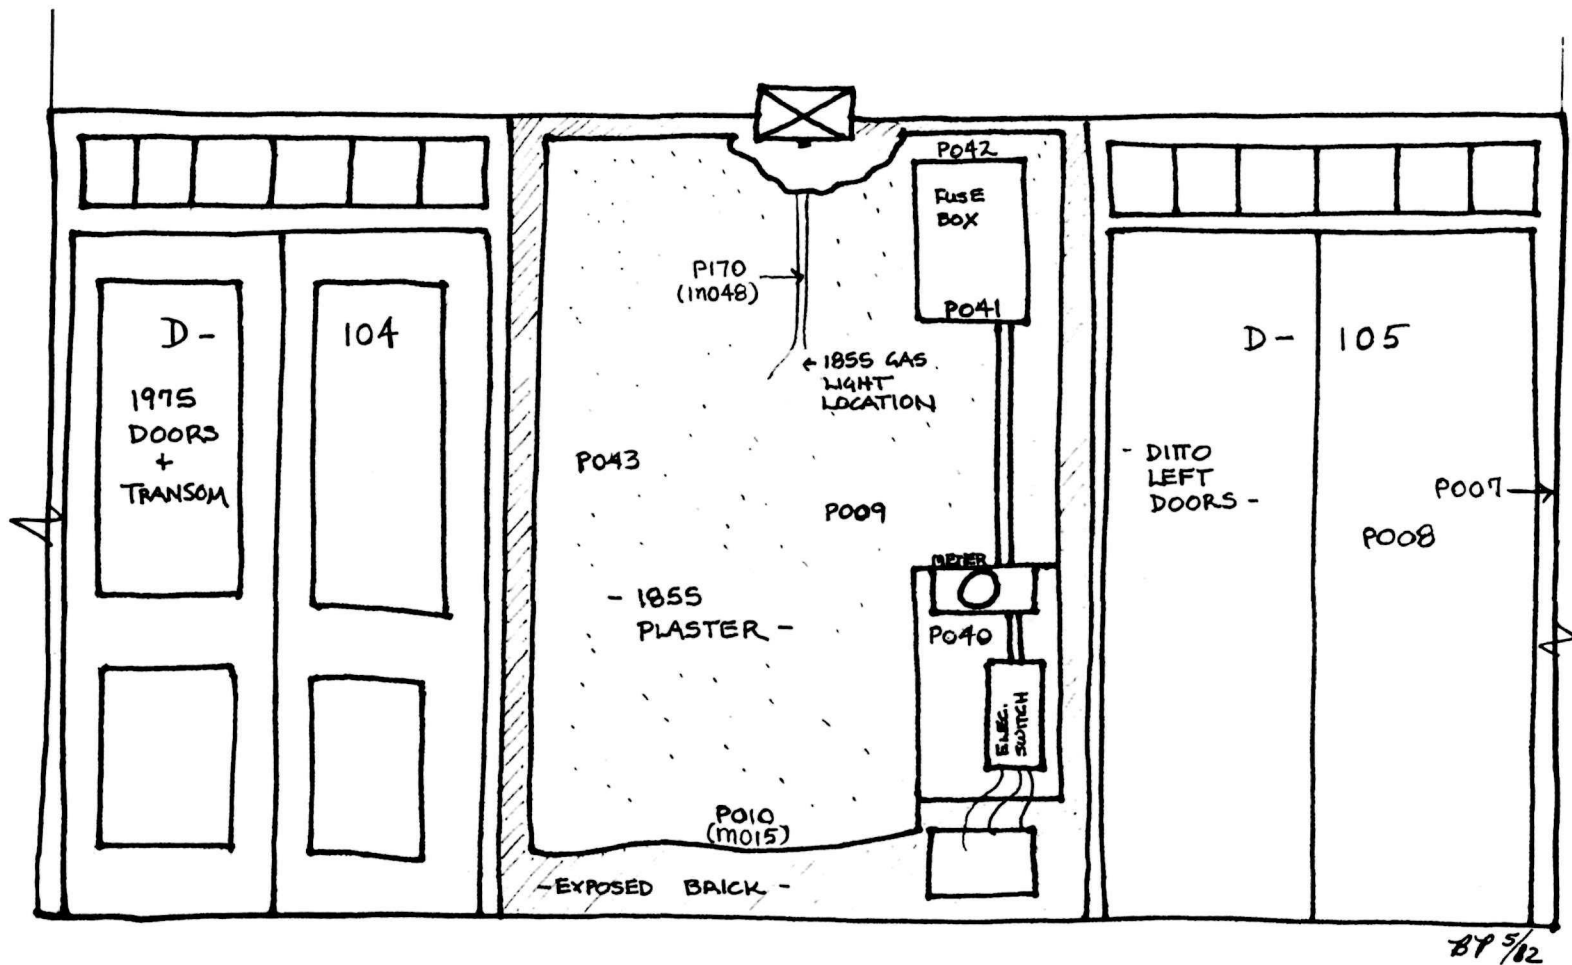 P042
FUSE
BOX
P170
(m048)
P041
D- 104
D- 105
← 1855 GAS
LIGHT
LOCATION
1975
DOORS
+
TRANSOM
P043
- DITTO
LEFT
DOORS -
P007
P009
P008
METER
- 1855
PLASTER -
P040
ELEC.
SWITCH
P010
(m015)
- EXPOSED BRICK -
BP 5/82